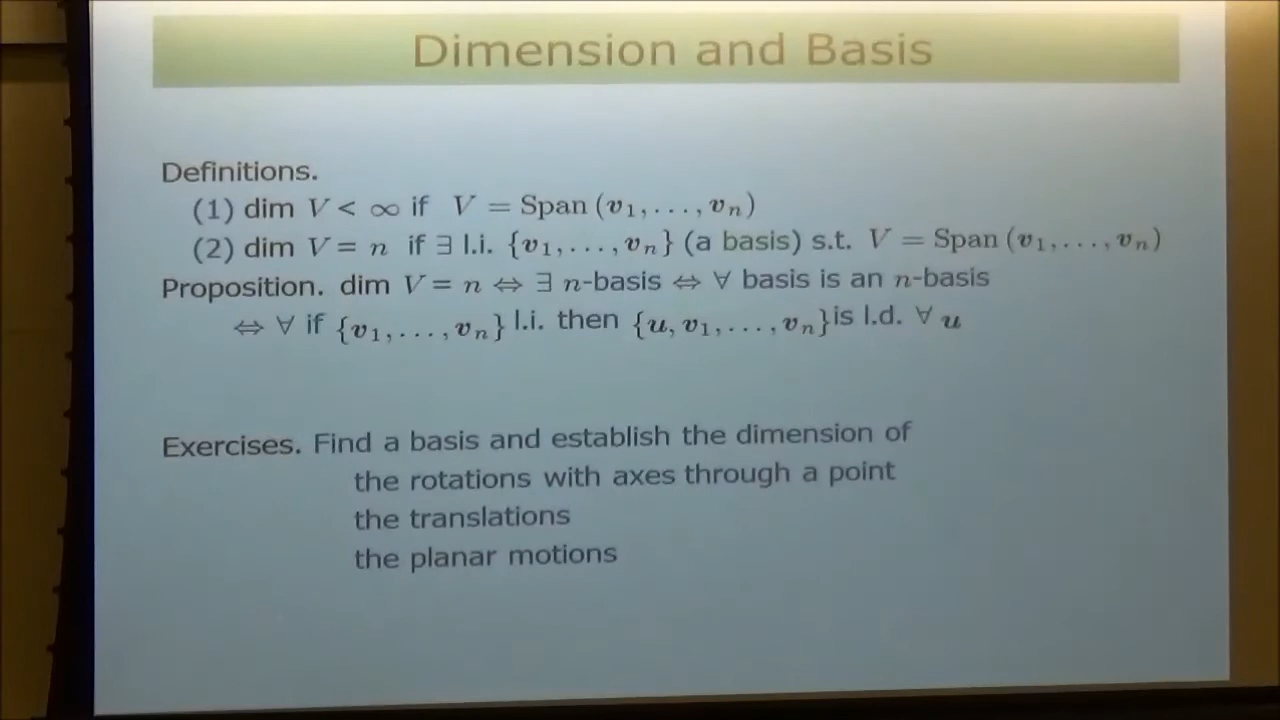 Dimension and Basis
Definitions.
(1) dim V < ∞ if V = Span (v₁, . . . , vₙ)
(2) dim V = n if ∃ l.i. {v₁, . . . , vₙ} (a basis) s.t. V = Span (v₁, . . . , vₙ)
Proposition. dim V = n ⇔ ∃ n-basis ⇔ ∀ basis is an n-basis
⇔ ∀ if {v₁, . . . , vₙ} l.i. then {u, v₁, . . . , vₙ} is l.d. ∀ u
Exercises. Find a basis and establish the dimension of
the rotations with axes through a point
the translations
the planar motions